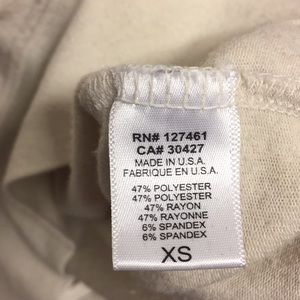 RN# 127461
CA# 30427
MADE IN U.S.A.
FABRIQUE EN U.S.A.
47% POLYESTER
47% POLYESTER
47% RAYON
47% RAYONNE
6% SPANDEX
6% SPANDEX
XS